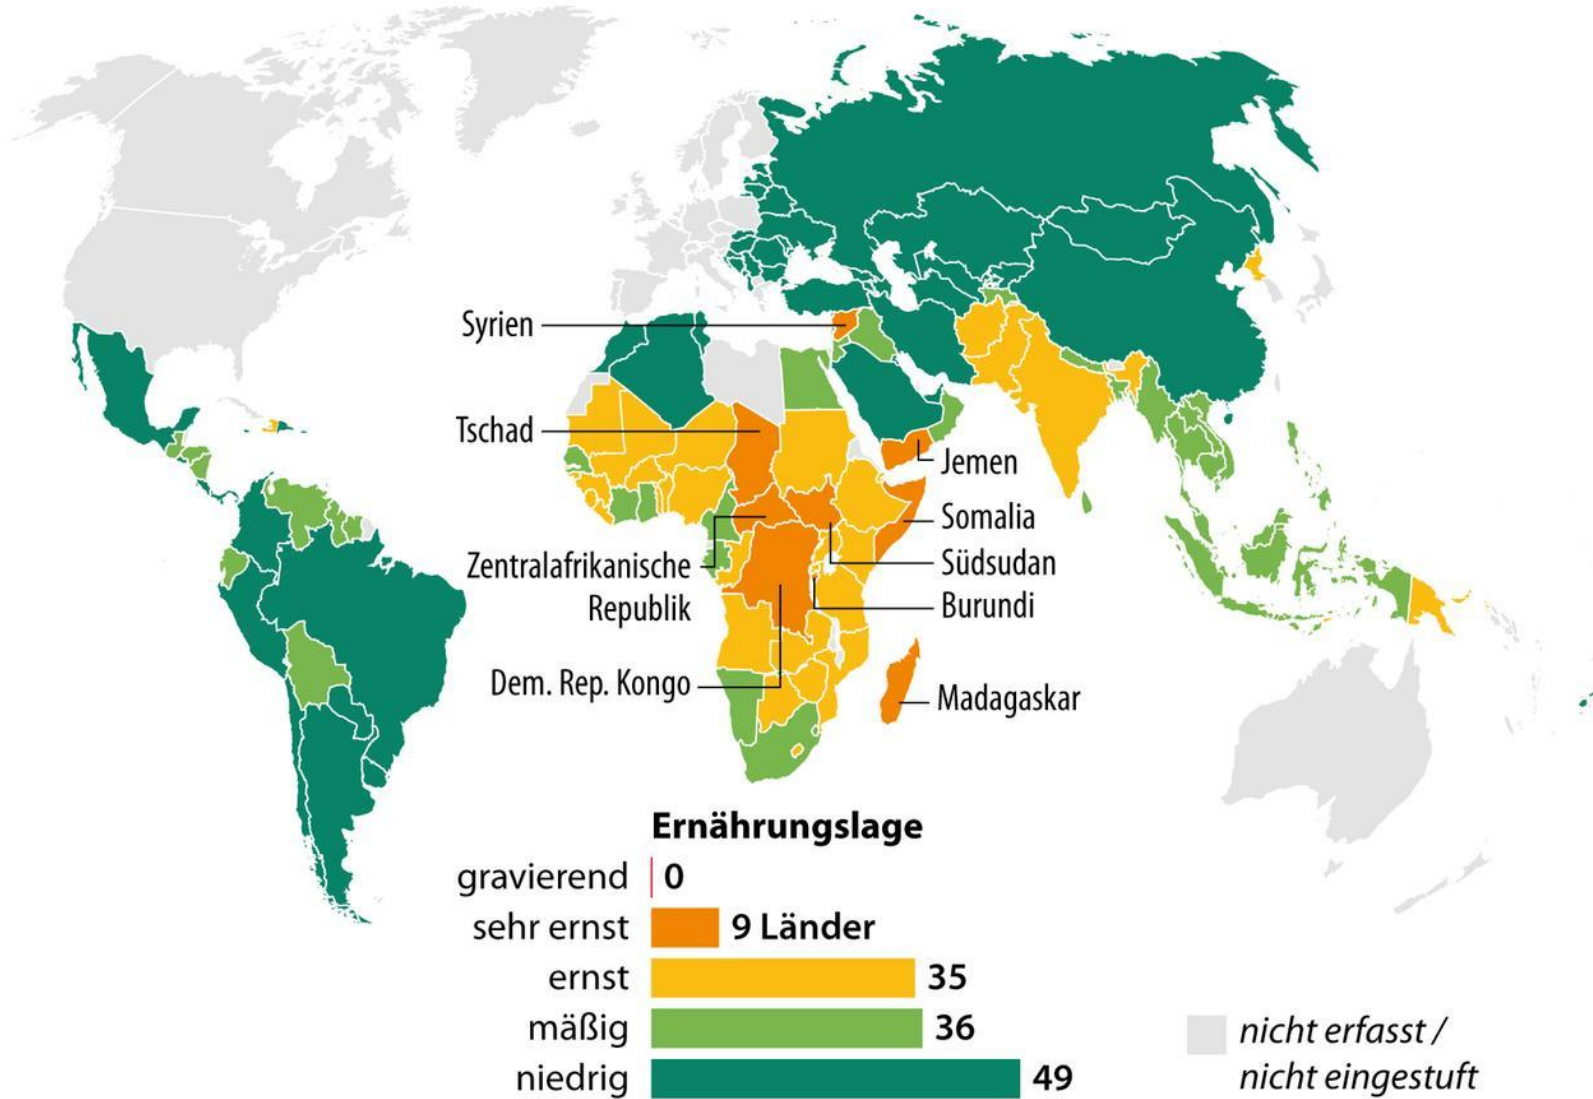 Syrien
Tschad
Jemen
Somalia
Zentralafrikanische
Republik
Südsudan
Burundi
Dem. Rep. Kongo
Madagaskar
Ernährungslage
gravierend 0
sehr ernst 9 Länder
ernst 35
mäßig 36
niedrig 49
nicht erfasst /
nicht eingestuft